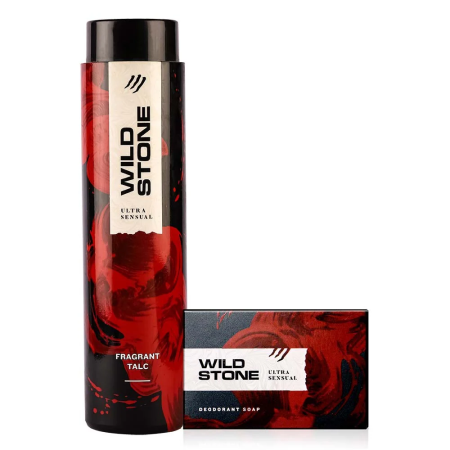 WILD
STONE
ULTRA
SENSUAL
FRAGRANT
TALC
WILD
STONE
ULTRA
SENSUAL
DEODORANT SOAP